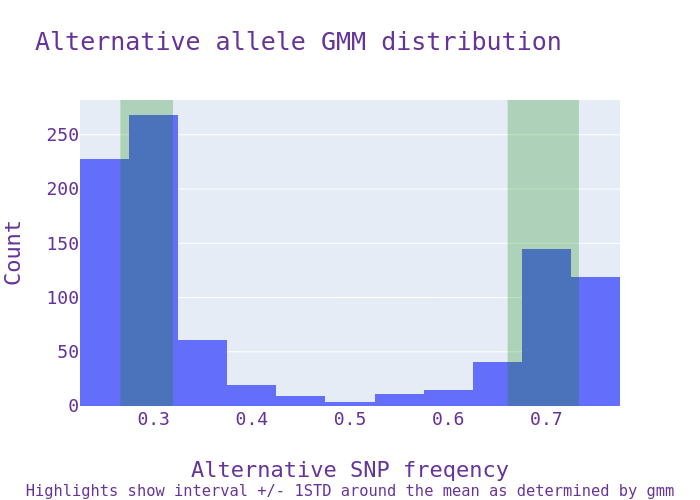 Alternative allele GMM distribution
250
200
150
100
50
0
Count
0.3 0.4 0.5 0.6 0.7
Alternative SNP freqency
Highlights show interval +/- 1STD around the mean as determined by gmm